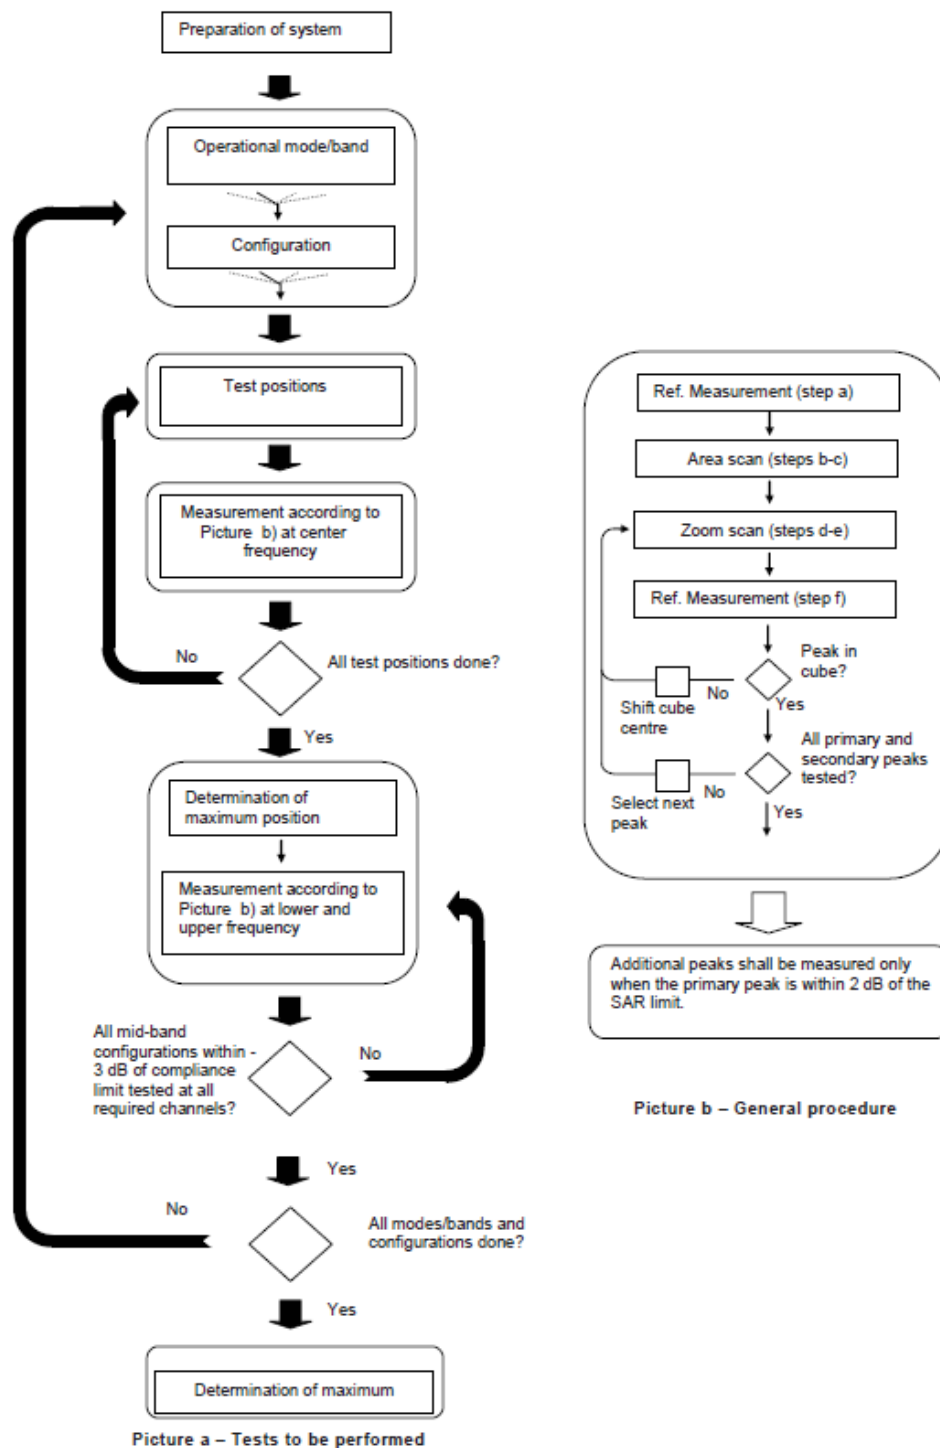 Preparation of system
Operational mode/band
Configuration
Test positions
Measurement according to
Picture b) at center
frequency
No
All test positions done?
Yes
Determination of
maximum position
Measurement according to
Picture b) at lower and
upper frequency
All mid-band
configurations within -
3 dB of compliance
limit tested at all
required channels?
No
Yes
No
All modes/bands and
configurations done?
Yes
Determination of maximum
Picture a – Tests to be performed
Ref. Measurement (step a)
Area scan (steps b-c)
Zoom scan (steps d-e)
Ref. Measurement (step f)
Peak in
cube?
No
Yes
Shift cube
centre
All primary and
secondary peaks
tested?
No
Yes
Select next
peak
Additional peaks shall be measured only
when the primary peak is within 2 dB of the
SAR limit.
Picture b – General procedure